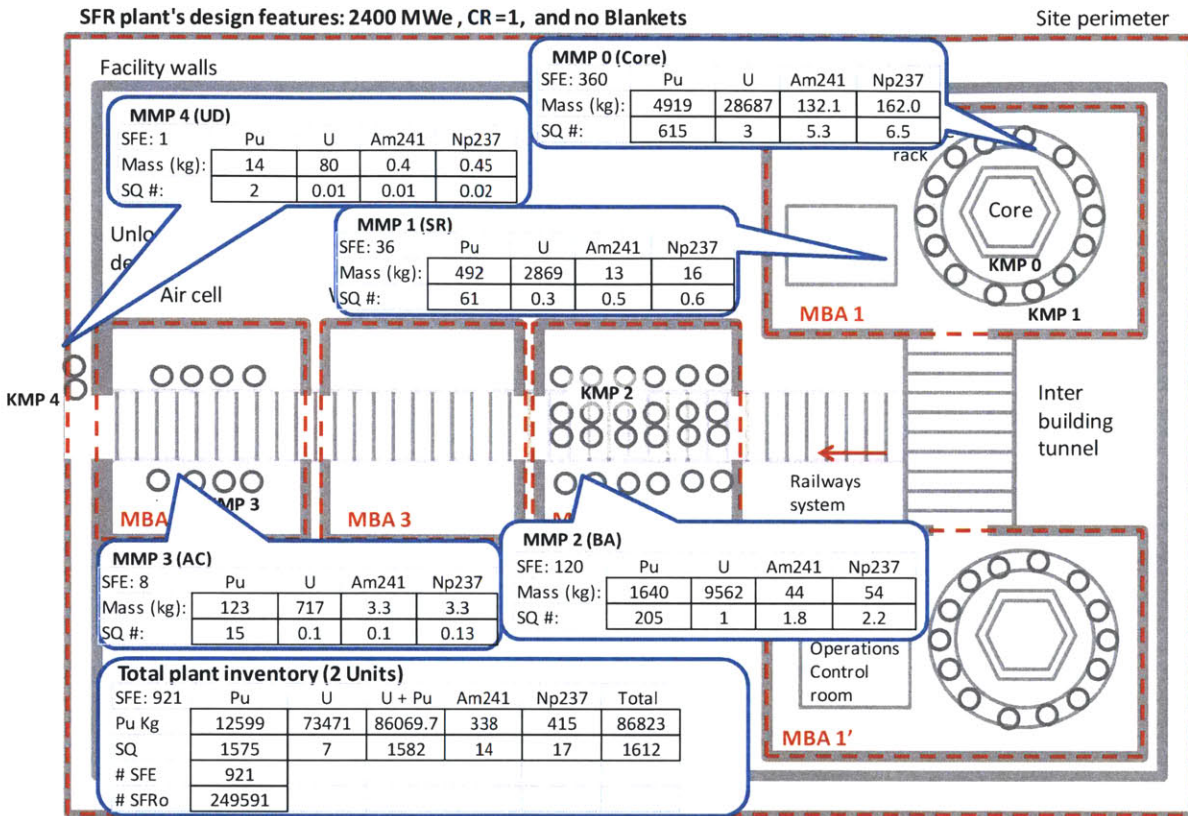 SFR plant's design features: 2400 MWe, CR=1, and no Blankets
Site perimeter
Facility walls
MMP 0 (Core)
SFE: 360 Pu U Am241 Np237
Mass (kg): 4919 28687 132.1 162.0
SQ #: 615 3 5.3 6.5
MMP 4 (UD)
SFE: 1 Pu U Am241 Np237
Mass (kg): 14 80 0.4 0.45
SQ #: 2 0.01 0.01 0.02
rack
Core
KMP 0
KMP 1
MBA 1
MMP 1 (SR)
SFE: 36 Pu U Am241 Np237
Mass (kg): 492 2869 13 16
SQ #: 61 0.3 0.5 0.6
Air cell
KMP 4
KMP 2
Inter
building
tunnel
Railways
system
MBA
MBA 3
MMP 3 (AC)
SFE: 8 Pu U Am241 Np237
Mass (kg): 123 717 3.3 3.3
SQ #: 15 0.1 0.1 0.13
MMP 2 (BA)
SFE: 120 Pu U Am241 Np237
Mass (kg): 1640 9562 44 54
SQ #: 205 1 1.8 2.2
Operations
Control
room
MBA 1'
Total plant inventory (2 Units)
SFE: 921 Pu U U + Pu Am241 Np237 Total
Pu Kg 12599 73471 86069.7 338 415 86823
SQ 1575 7 1582 14 17 1612
# SFE 921
# SFRo 249591